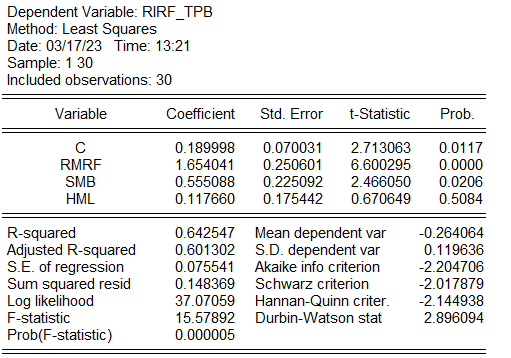 Dependent Variable: RIRF_TPB
Method: Least Squares
Date: 03/17/23 Time: 13:21
Sample: 1 30
Included observations: 30
Variable Coefficient Std. Error t-Statistic Prob.
C 0.189998 0.070031 2.713063 0.0117
RMRF 1.654041 0.250601 6.600295 0.0000
SMB 0.555088 0.225092 2.466050 0.0206
HML 0.117660 0.175442 0.670649 0.5084
R-squared 0.642547 Mean dependent var -0.264064
Adjusted R-squared 0.601302 S.D. dependent var 0.119636
S.E. of regression 0.075541 Akaike info criterion -2.204706
Sum squared resid 0.148369 Schwarz criterion -2.017879
Log likelihood 37.07059 Hannan-Quinn criter. -2.144938
F-statistic 15.57892 Durbin-Watson stat 2.896094
Prob(F-statistic) 0.000005